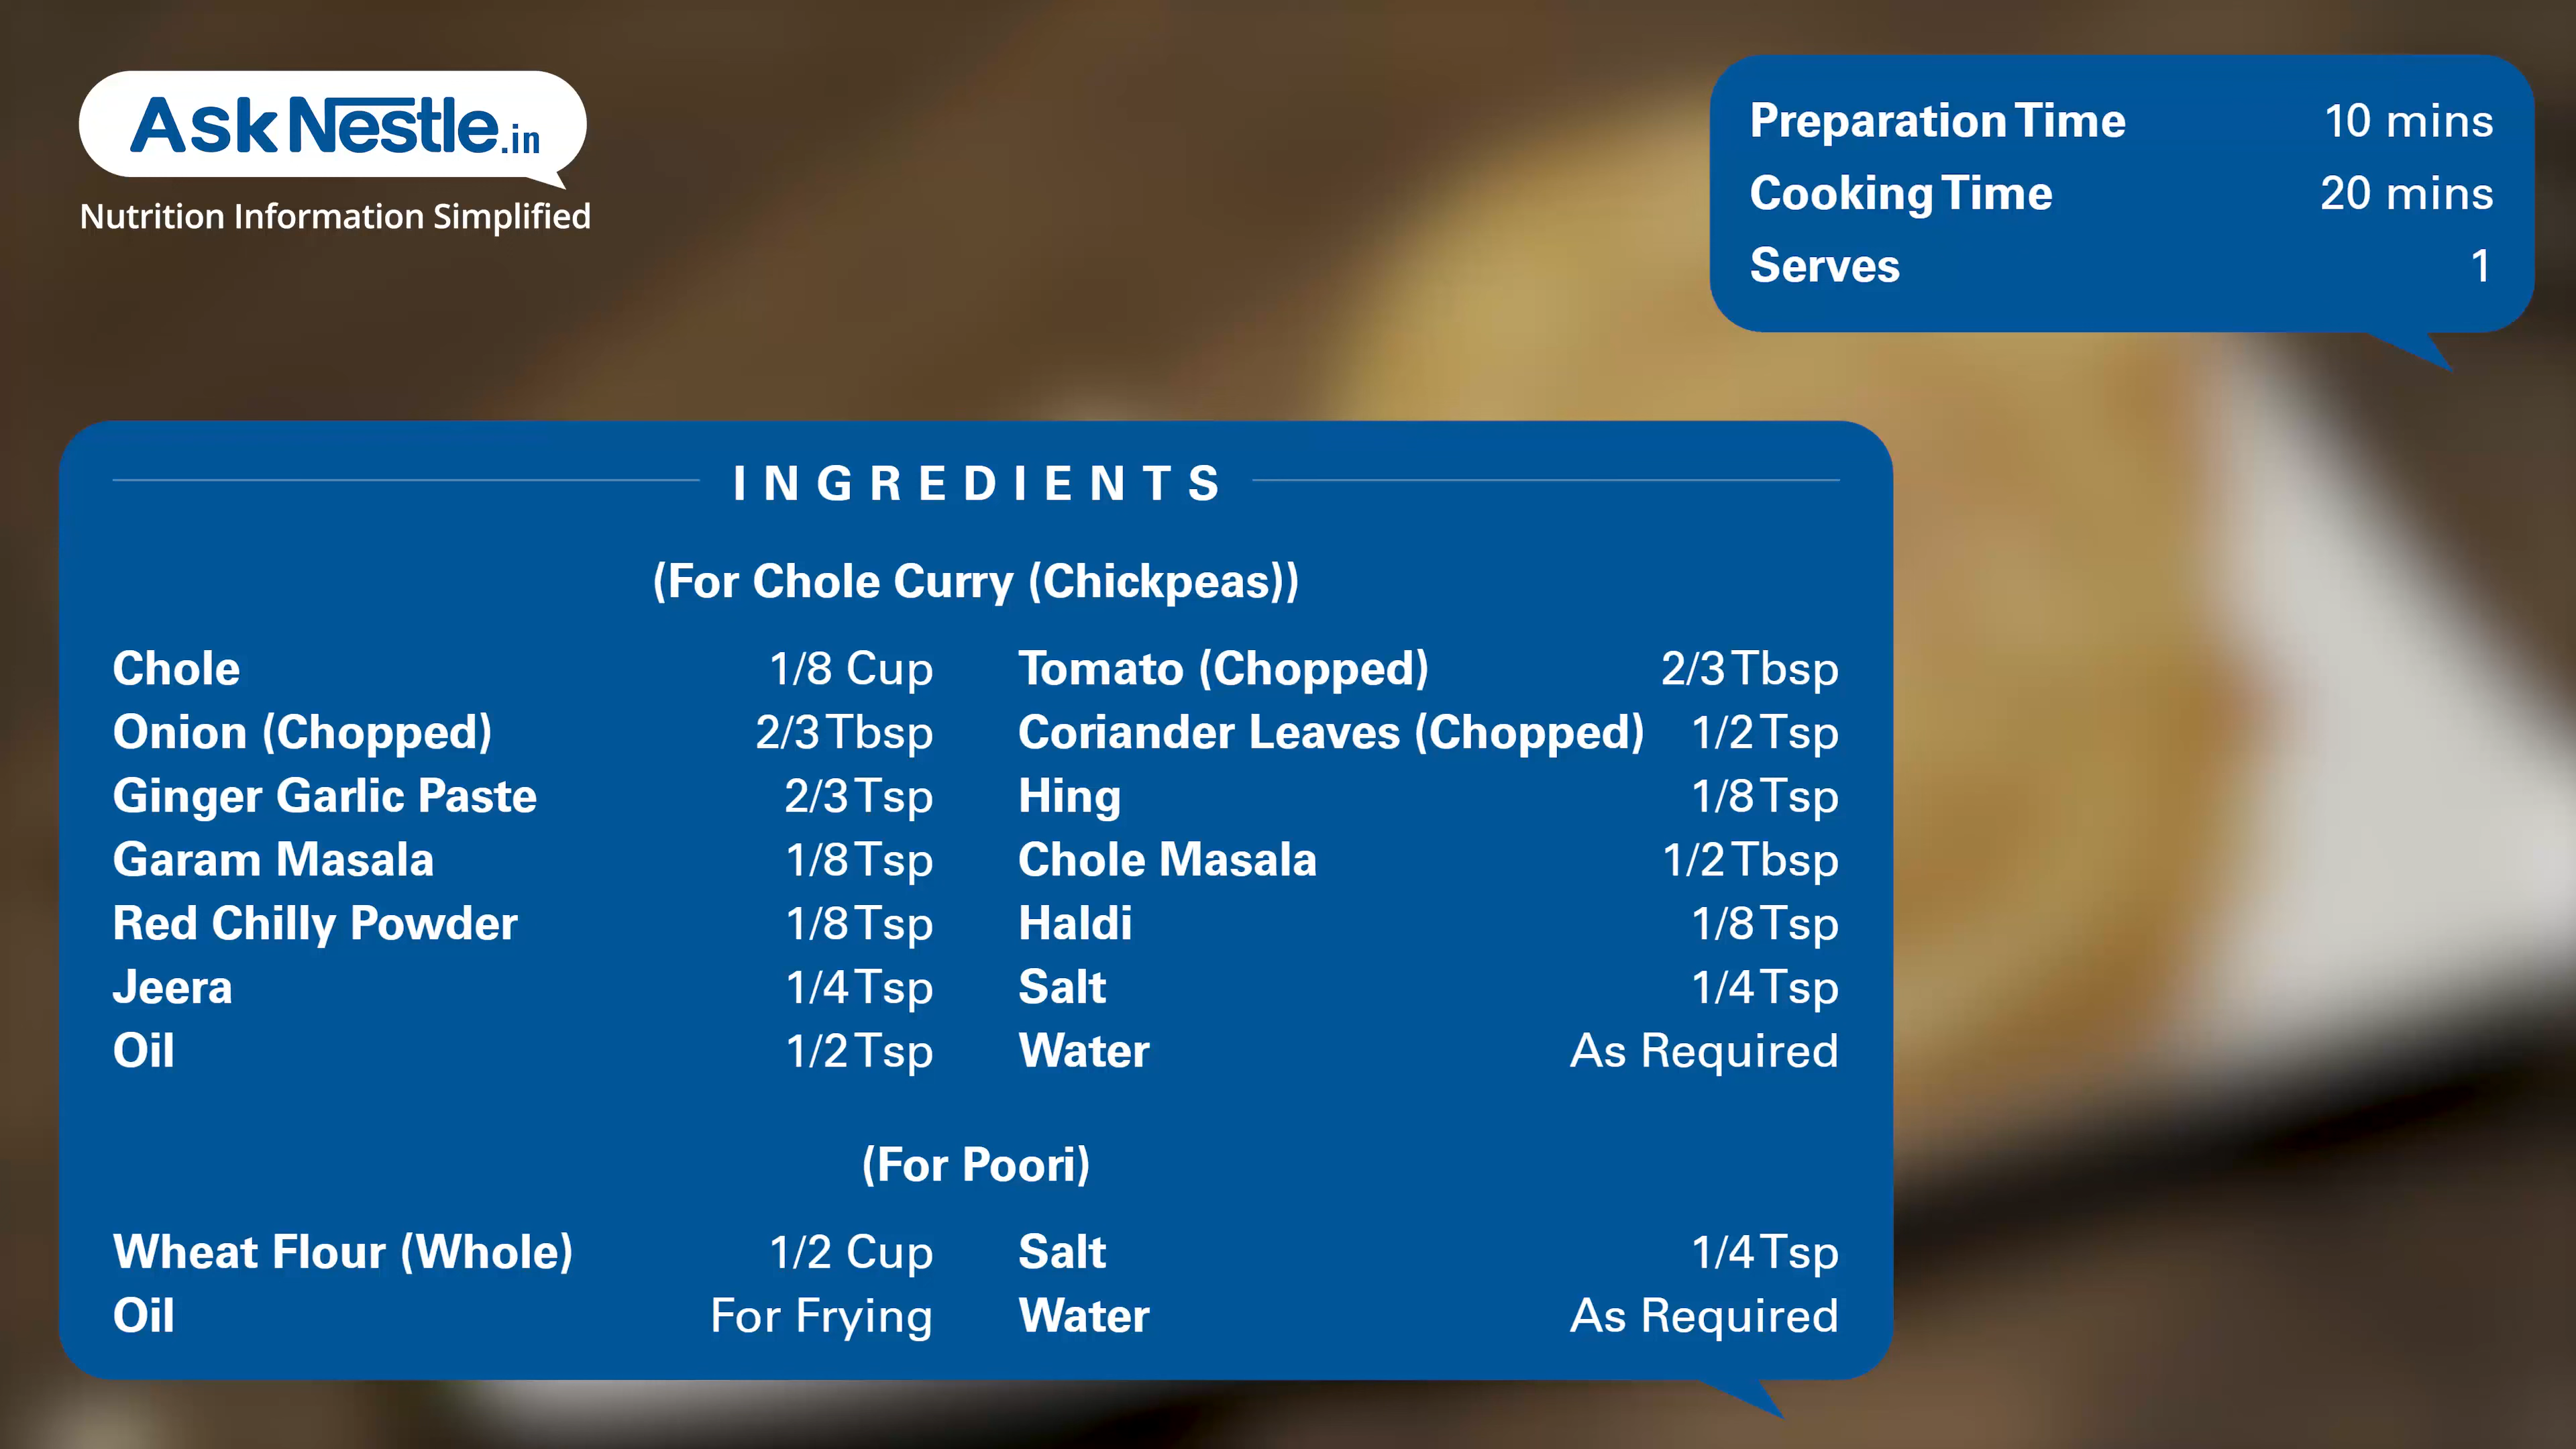 AskNestle.in
Nutrition Information Simplified
Preparation Time 10 mins
Cooking Time 20 mins
Serves 1
INGREDIENTS
(For Chole Curry (Chickpeas))
Chole 1/8 Cup Tomato (Chopped) 2/3 Tbsp
Onion (Chopped) 2/3 Tbsp Coriander Leaves (Chopped) 1/2 Tsp
Ginger Garlic Paste 2/3 Tsp Hing 1/8 Tsp
Garam Masala 1/8 Tsp Chole Masala 1/2 Tbsp
Red Chilly Powder 1/8 Tsp Haldi 1/8 Tsp
Jeera 1/4 Tsp Salt 1/4 Tsp
Oil 1/2 Tsp Water As Required
(For Poori)
Wheat Flour (Whole) 1/2 Cup Salt 1/4 Tsp
Oil For Frying Water As Required